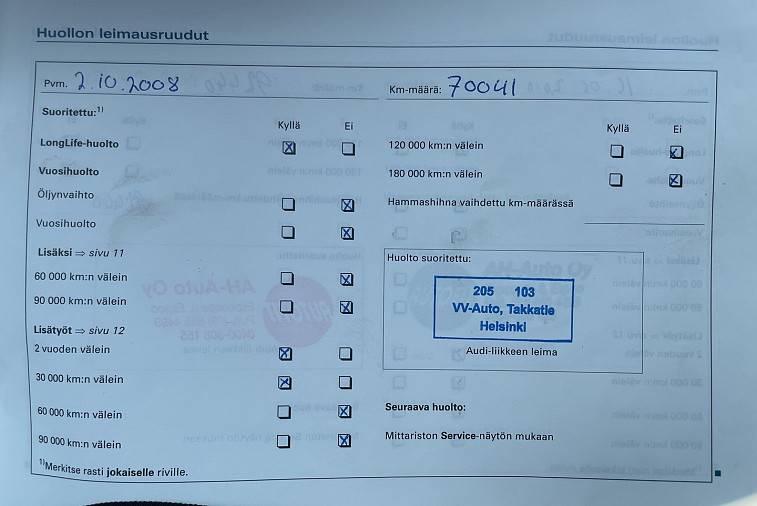 Huollon leimausruudut
Pvm. 2.10.2008
Km-määrä: 70041
Suoritettu:1)
Kyllä Ei
LongLife-huolto
Vuosihuolto
Öljynvaihto
Vuosihuolto
Lisäksi ⇒ sivu 11
60 000 km:n välein
90 000 km:n välein
Lisätyöt ⇒ sivu 12
2 vuoden välein
30 000 km:n välein
60 000 km:n välein
90 000 km:n välein
1)Merkitse rasti jokaiselle riville.
Kyllä Ei
120 000 km:n välein
180 000 km:n välein
Hammashihna vaihdettu km-määrässä
Huolto suoritettu:
205 103
VV-Auto, Takkatie
Helsinki
Audi-liikkeen leima
Seuraava huolto:
Mittariston Service-näytön mukaan